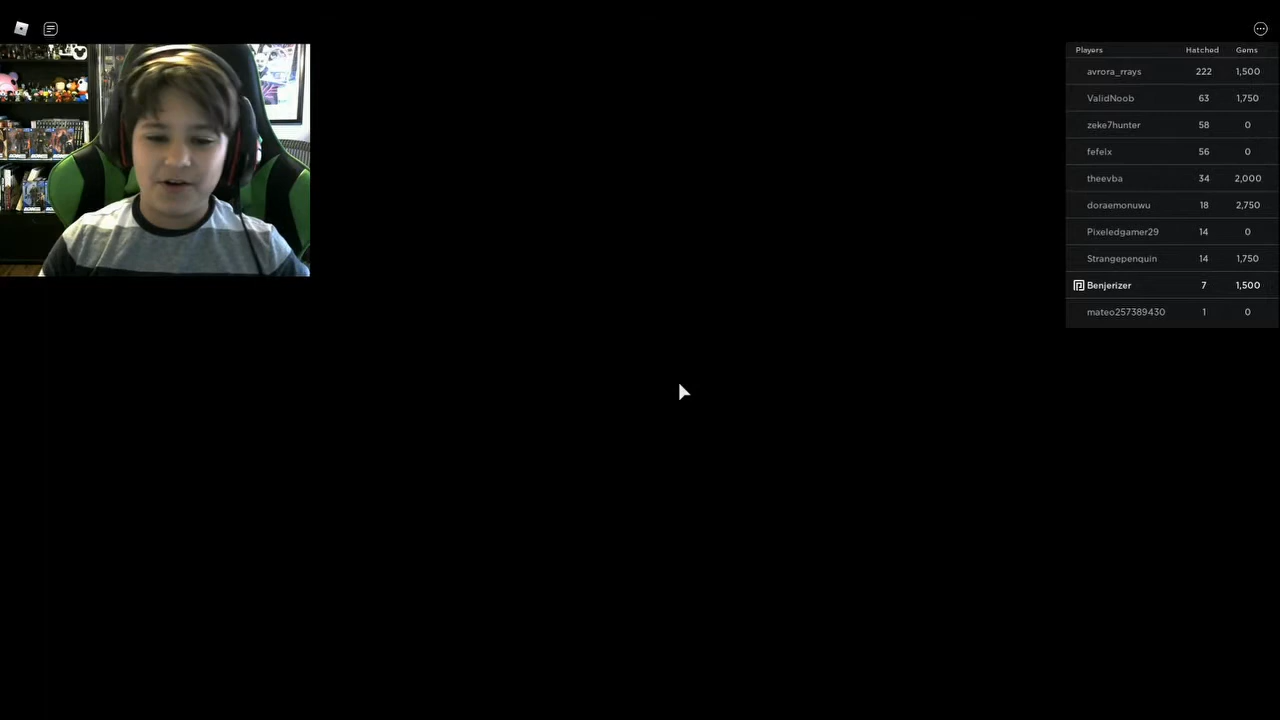 Players Hatched Gems
avrora_rrays 222 1,500
ValidNoob 63 1,750
zeke7hunter 58 0
fefeix 56 0
theevba 34 2,000
doraemonuwu 18 2,750
Pixeledgamer29 14 0
Strangepenquin 14 1,750
Benjerizer 7 1,500
mateo257389430 1 0